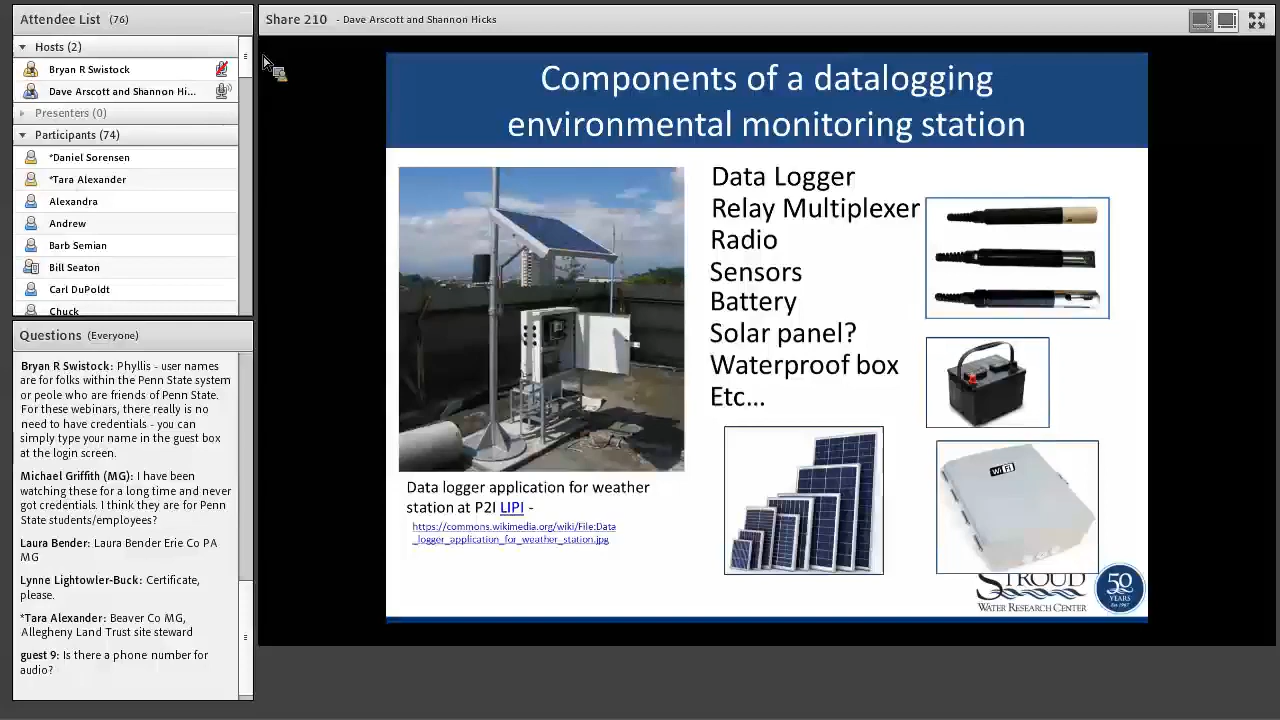 Attendee List (76)
Hosts (2)
Bryan R Swistock
Dave Arscott and Shannon Hi...
Presenters (0)
Participants (74)
*Daniel Sorensen
*Tara Alexander
Alexandra
Andrew
Barb Semian
Bill Seaton
Carl DuPoldt
Chuck
Questions (Everyone)
Bryan R Swistock: Phyllis - user names
are for folks within the Penn State system
or peole who are friends of Penn State.
For these webinars, there really is no
need to have credentials - you can
simply type your name in the guest box
at the login screen.
Michael Griffith (MG): I have been
watching these for a long time and never
got credentials. I think they are for Penn
State students/employees?
Laura Bender: Laura Bender Erie Co PA
MG
Lynne Lightowler-Buck: Certificate,
please.
*Tara Alexander: Beaver Co MG,
Allegheny Land Trust site steward
guest 9: Is there a phone number for
audio?
Share 210 - Dave Arscott and Shannon Hicks
Components of a datalogging
environmental monitoring station
Data Logger
Relay Multiplexer
Radio
Sensors
Battery
Solar panel?
Waterproof box
Etc...
Data logger application for weather
station at P2I LIPI -
https://commons.wikimedia.org/wiki/File:Data
_logger_application_for_weather_station.jpg
WiFi
STROUD
WATER RESEARCH CENTER
50
YEARS
Est. 1967